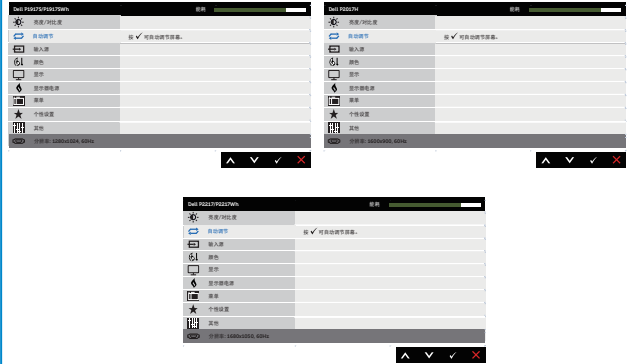 Dell P1917S/P1917SWh 能耗
亮度/对比度
自动调节 按 ✓ 可自动调节屏幕。
输入源
颜色
显示
显示器电源
菜单
个性设置
其他
分辨率: 1280x1024, 60Hz
Dell P2017H 能耗
亮度/对比度
自动调节 按 ✓ 可自动调节屏幕。
输入源
颜色
显示
显示器电源
菜单
个性设置
其他
分辨率: 1600x900, 60Hz
Dell P2217/P2217Wh 能耗
亮度/对比度
自动调节 按 ✓ 可自动调节屏幕。
输入源
颜色
显示
显示器电源
菜单
个性设置
其他
分辨率: 1680x1050, 60Hz